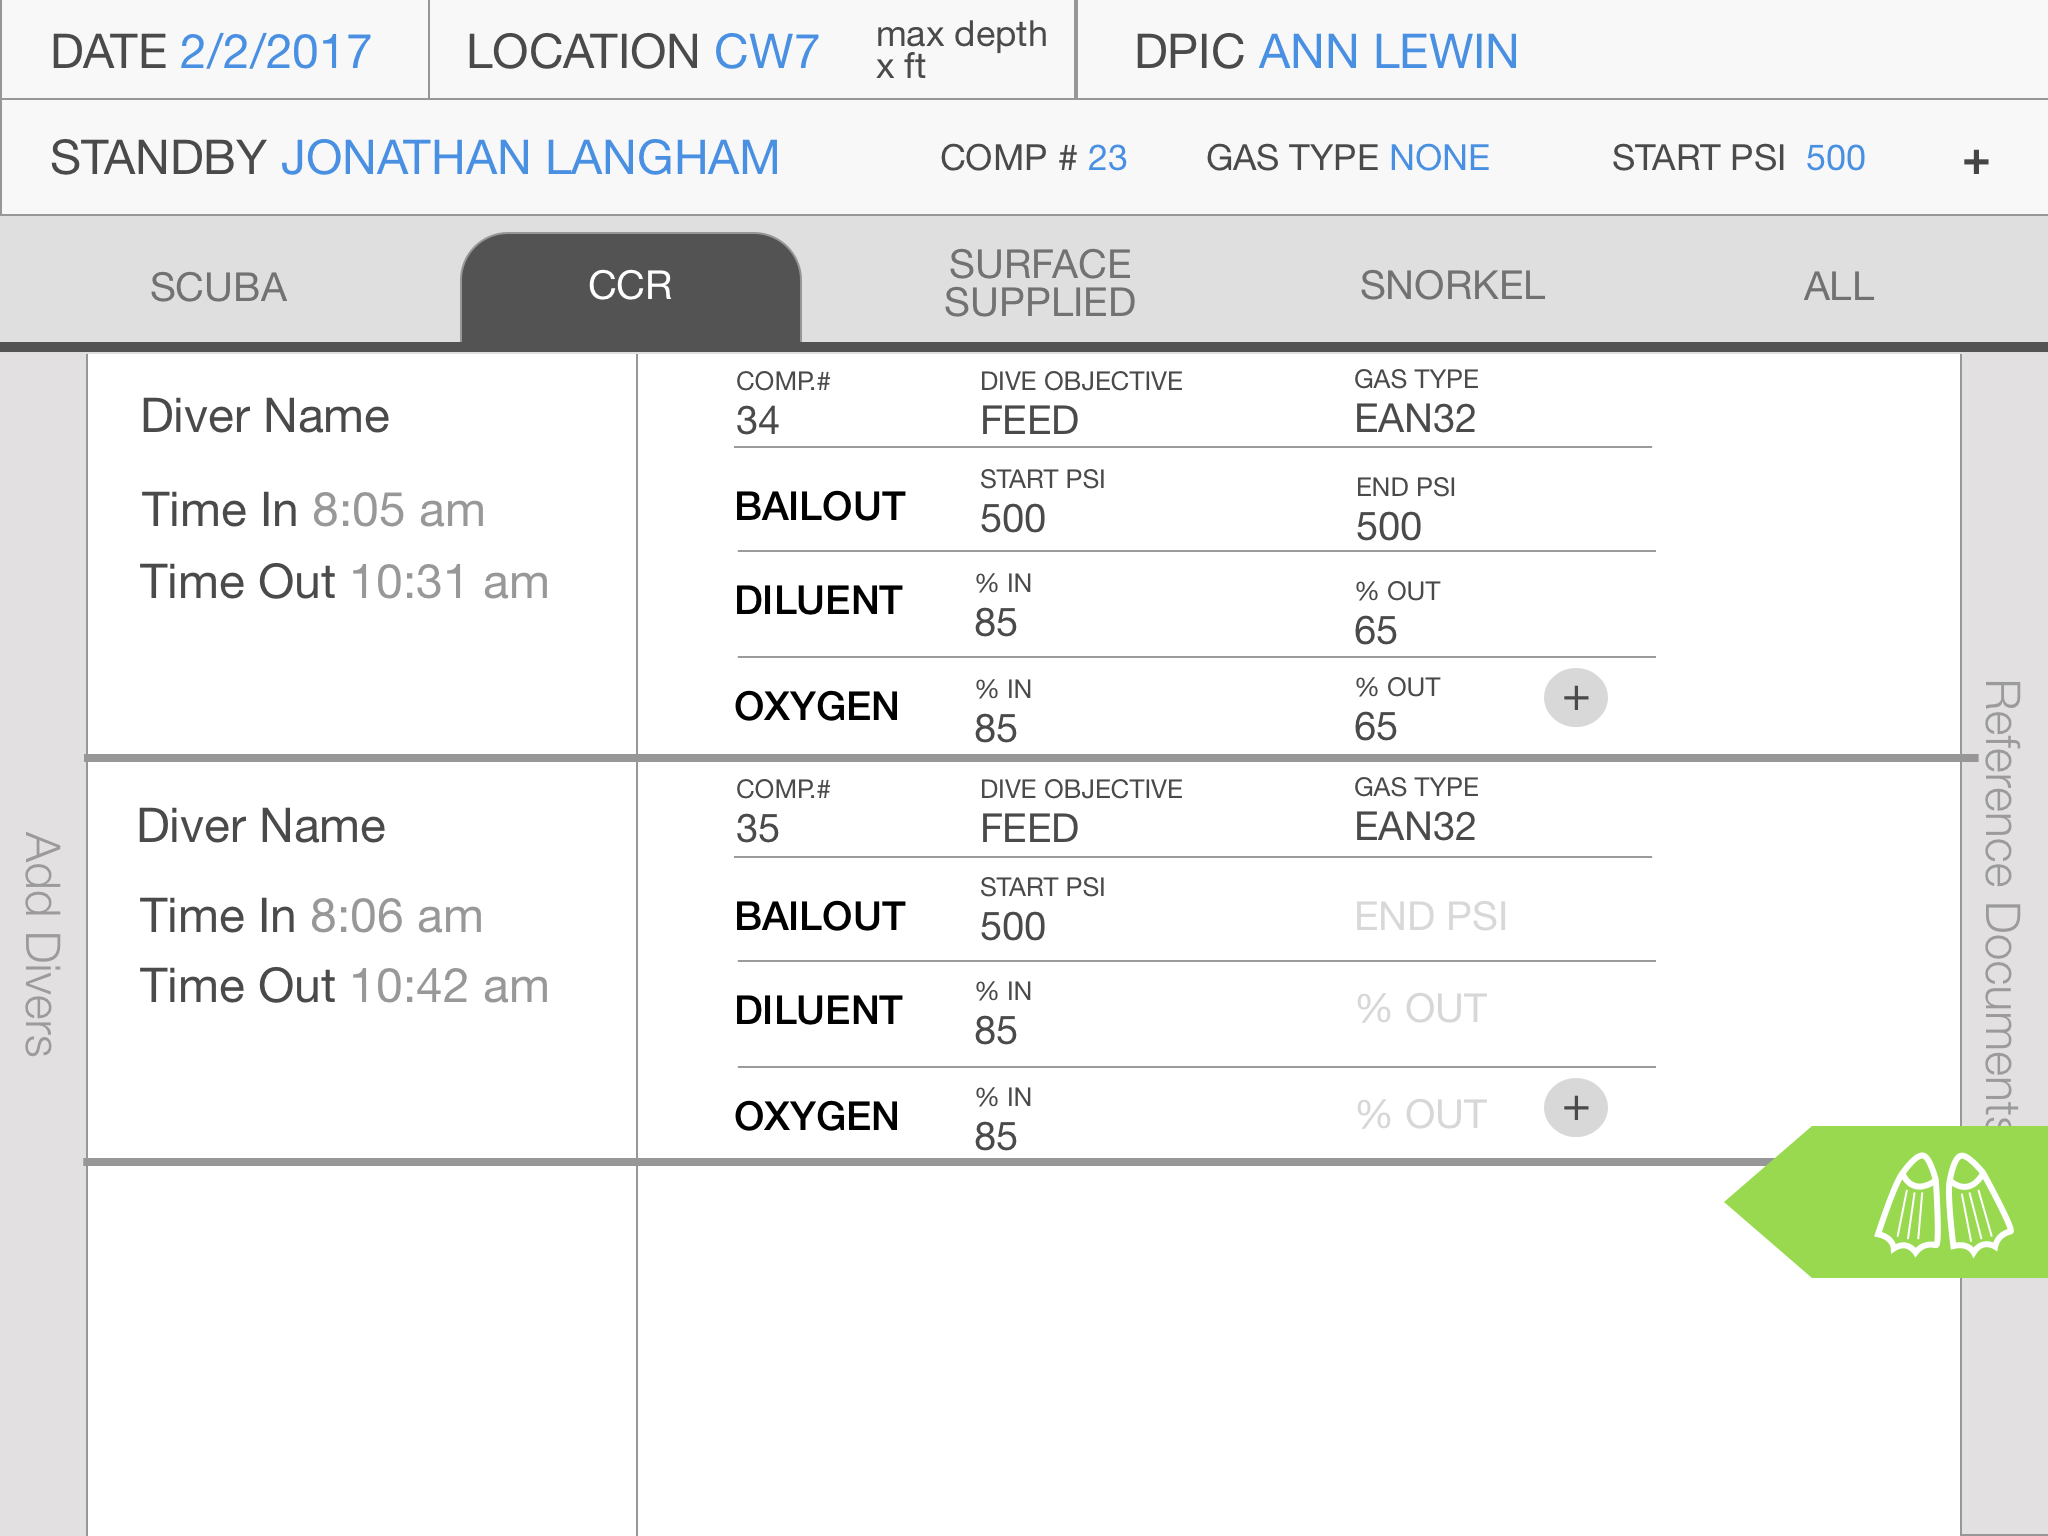 DATE 2/2/2017
LOCATION CW7
max depth
x ft
DPIC ANN LEWIN
STANDBY JONATHAN LANGHAM
COMP # 23
GAS TYPE NONE
START PSI 500
+
SCUBA
CCR
SURFACE
SUPPLIED
SNORKEL
ALL
Add Divers
Diver Name
Time In 8:05 am
Time Out 10:31 am
COMP.#
34
DIVE OBJECTIVE
FEED
GAS TYPE
EAN32
BAILOUT
START PSI
500
END PSI
500
DILUENT
% IN
85
% OUT
65
OXYGEN
% IN
85
% OUT
65
+
Diver Name
Time In 8:06 am
Time Out 10:42 am
COMP.#
35
DIVE OBJECTIVE
FEED
GAS TYPE
EAN32
BAILOUT
START PSI
500
END PSI
DILUENT
% IN
85
% OUT
OXYGEN
% IN
85
% OUT
+
Reference Documents